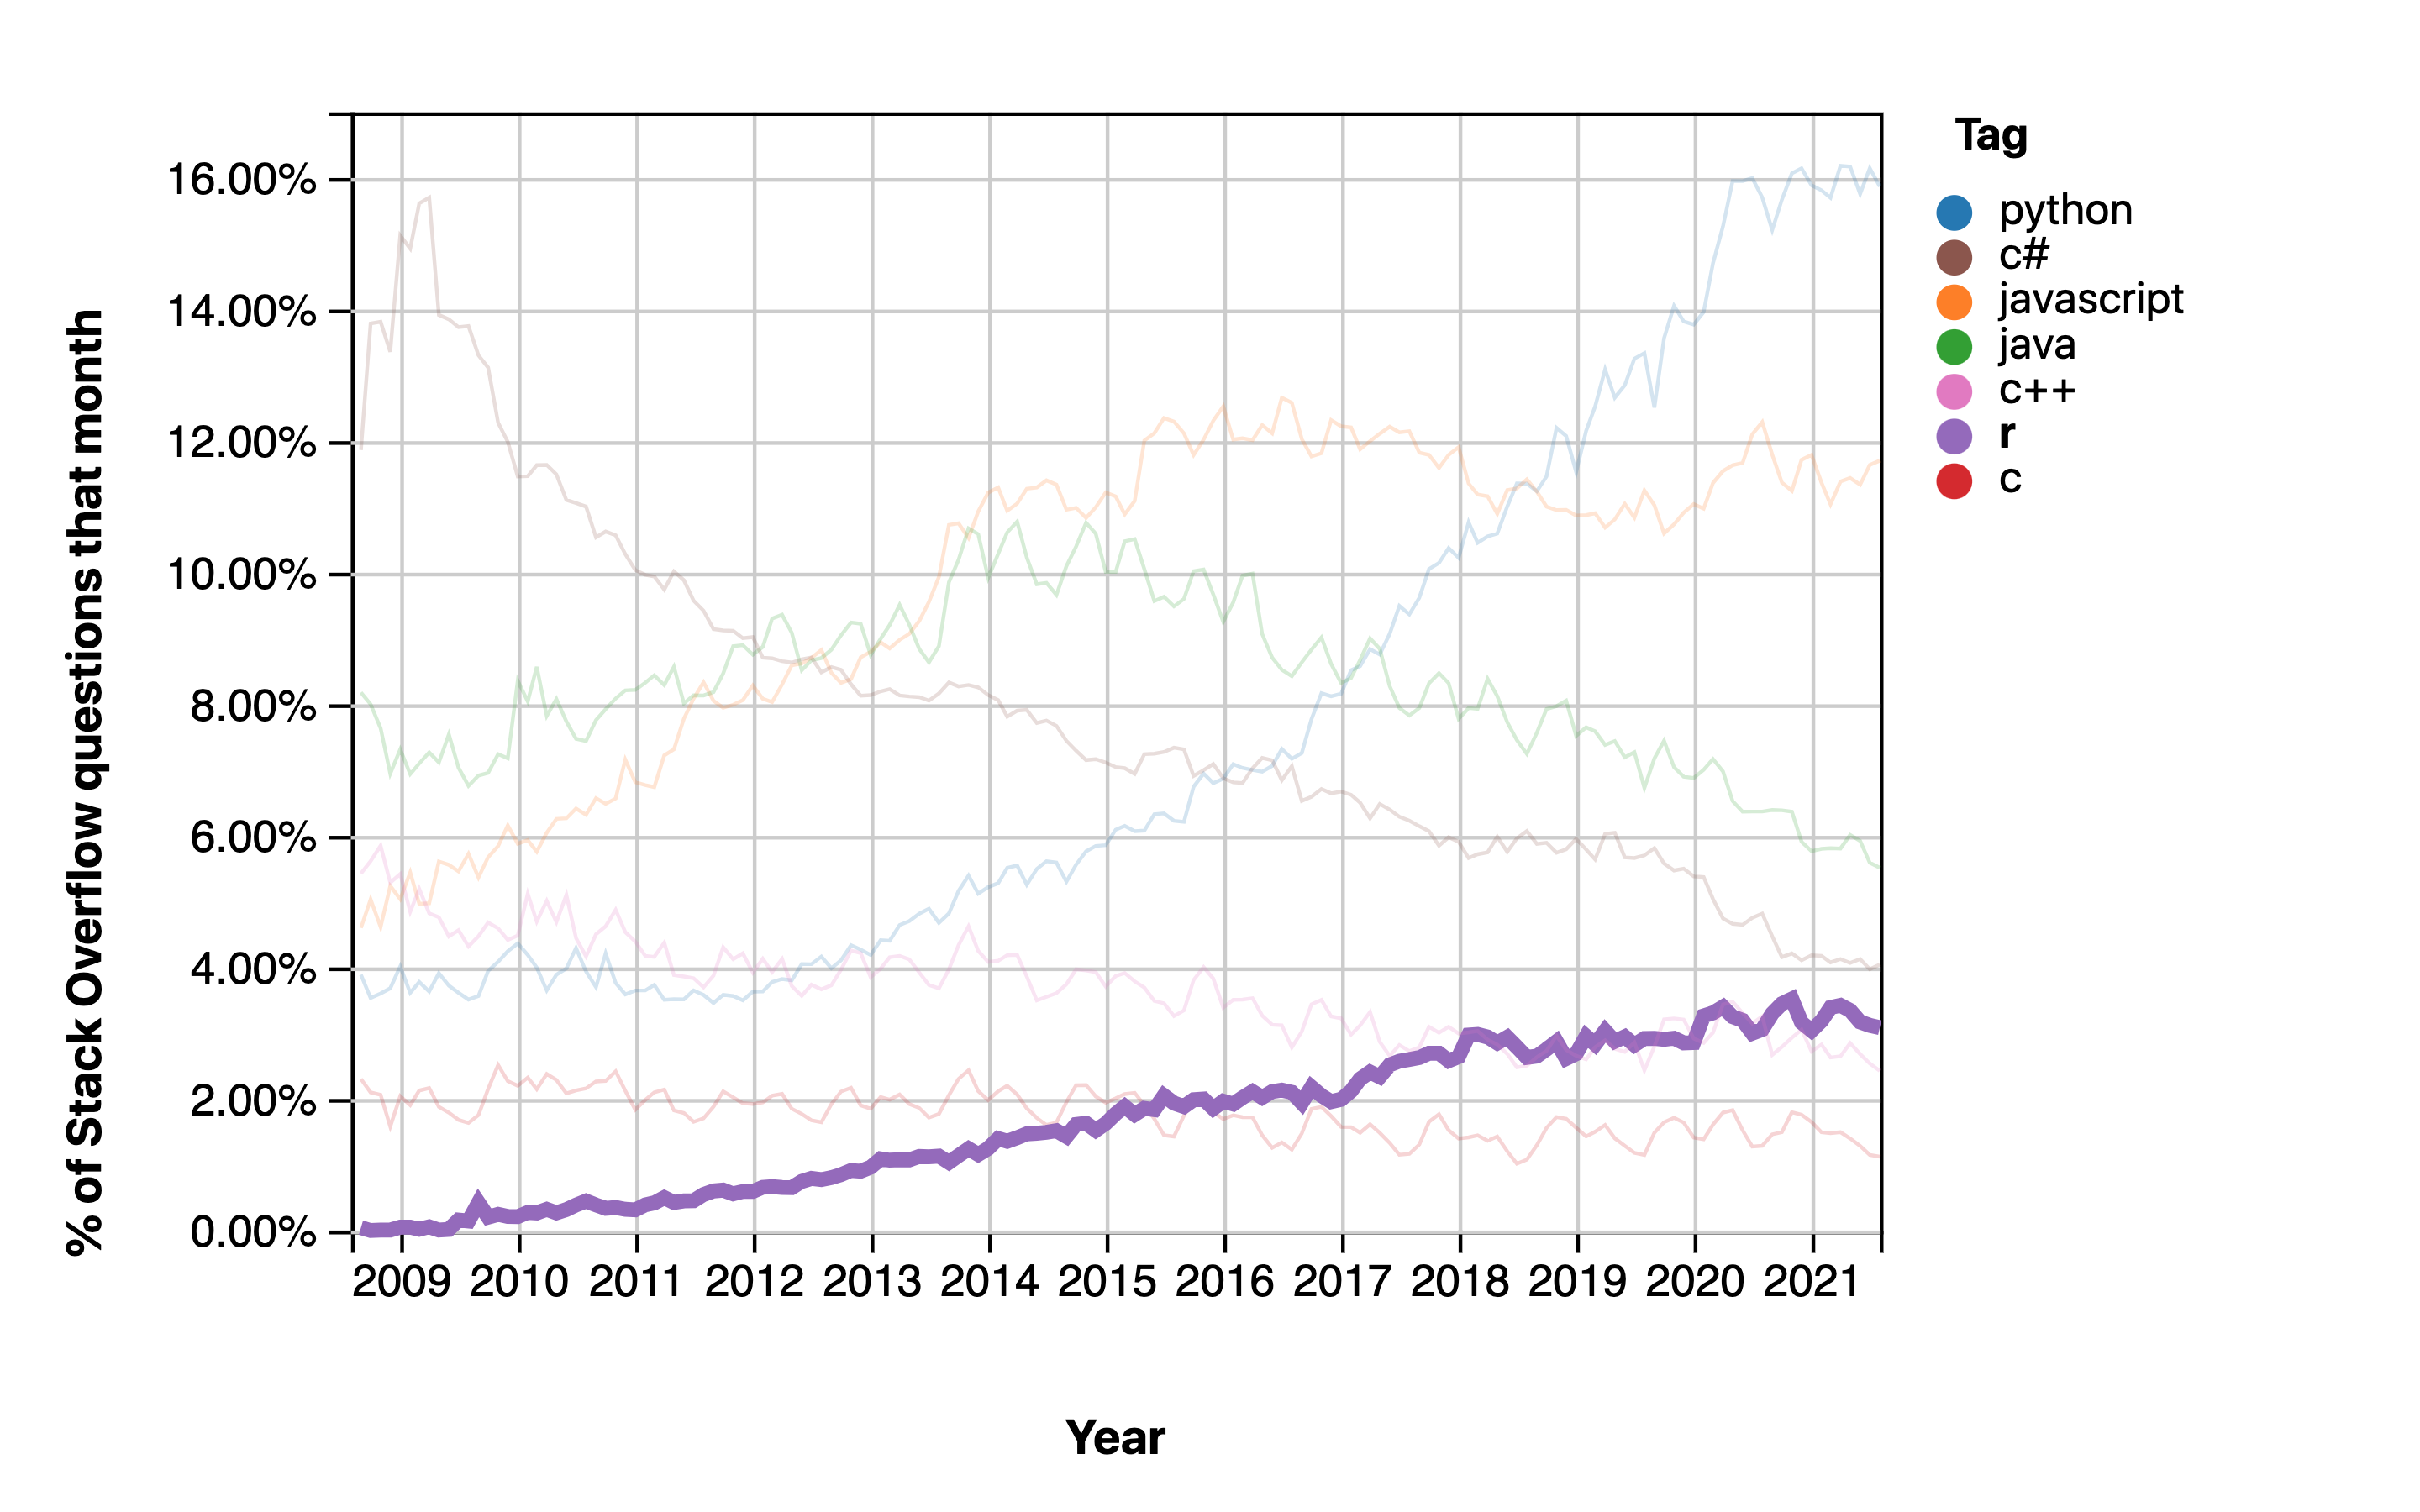 % of Stack Overflow questions that month
16.00%
14.00%
12.00%
10.00%
8.00%
6.00%
4.00%
2.00%
0.00%
2009 2010 2011 2012 2013 2014 2015 2016 2017 2018 2019 2020 2021
Year
Tag
python
c#
javascript
java
c++
r
c